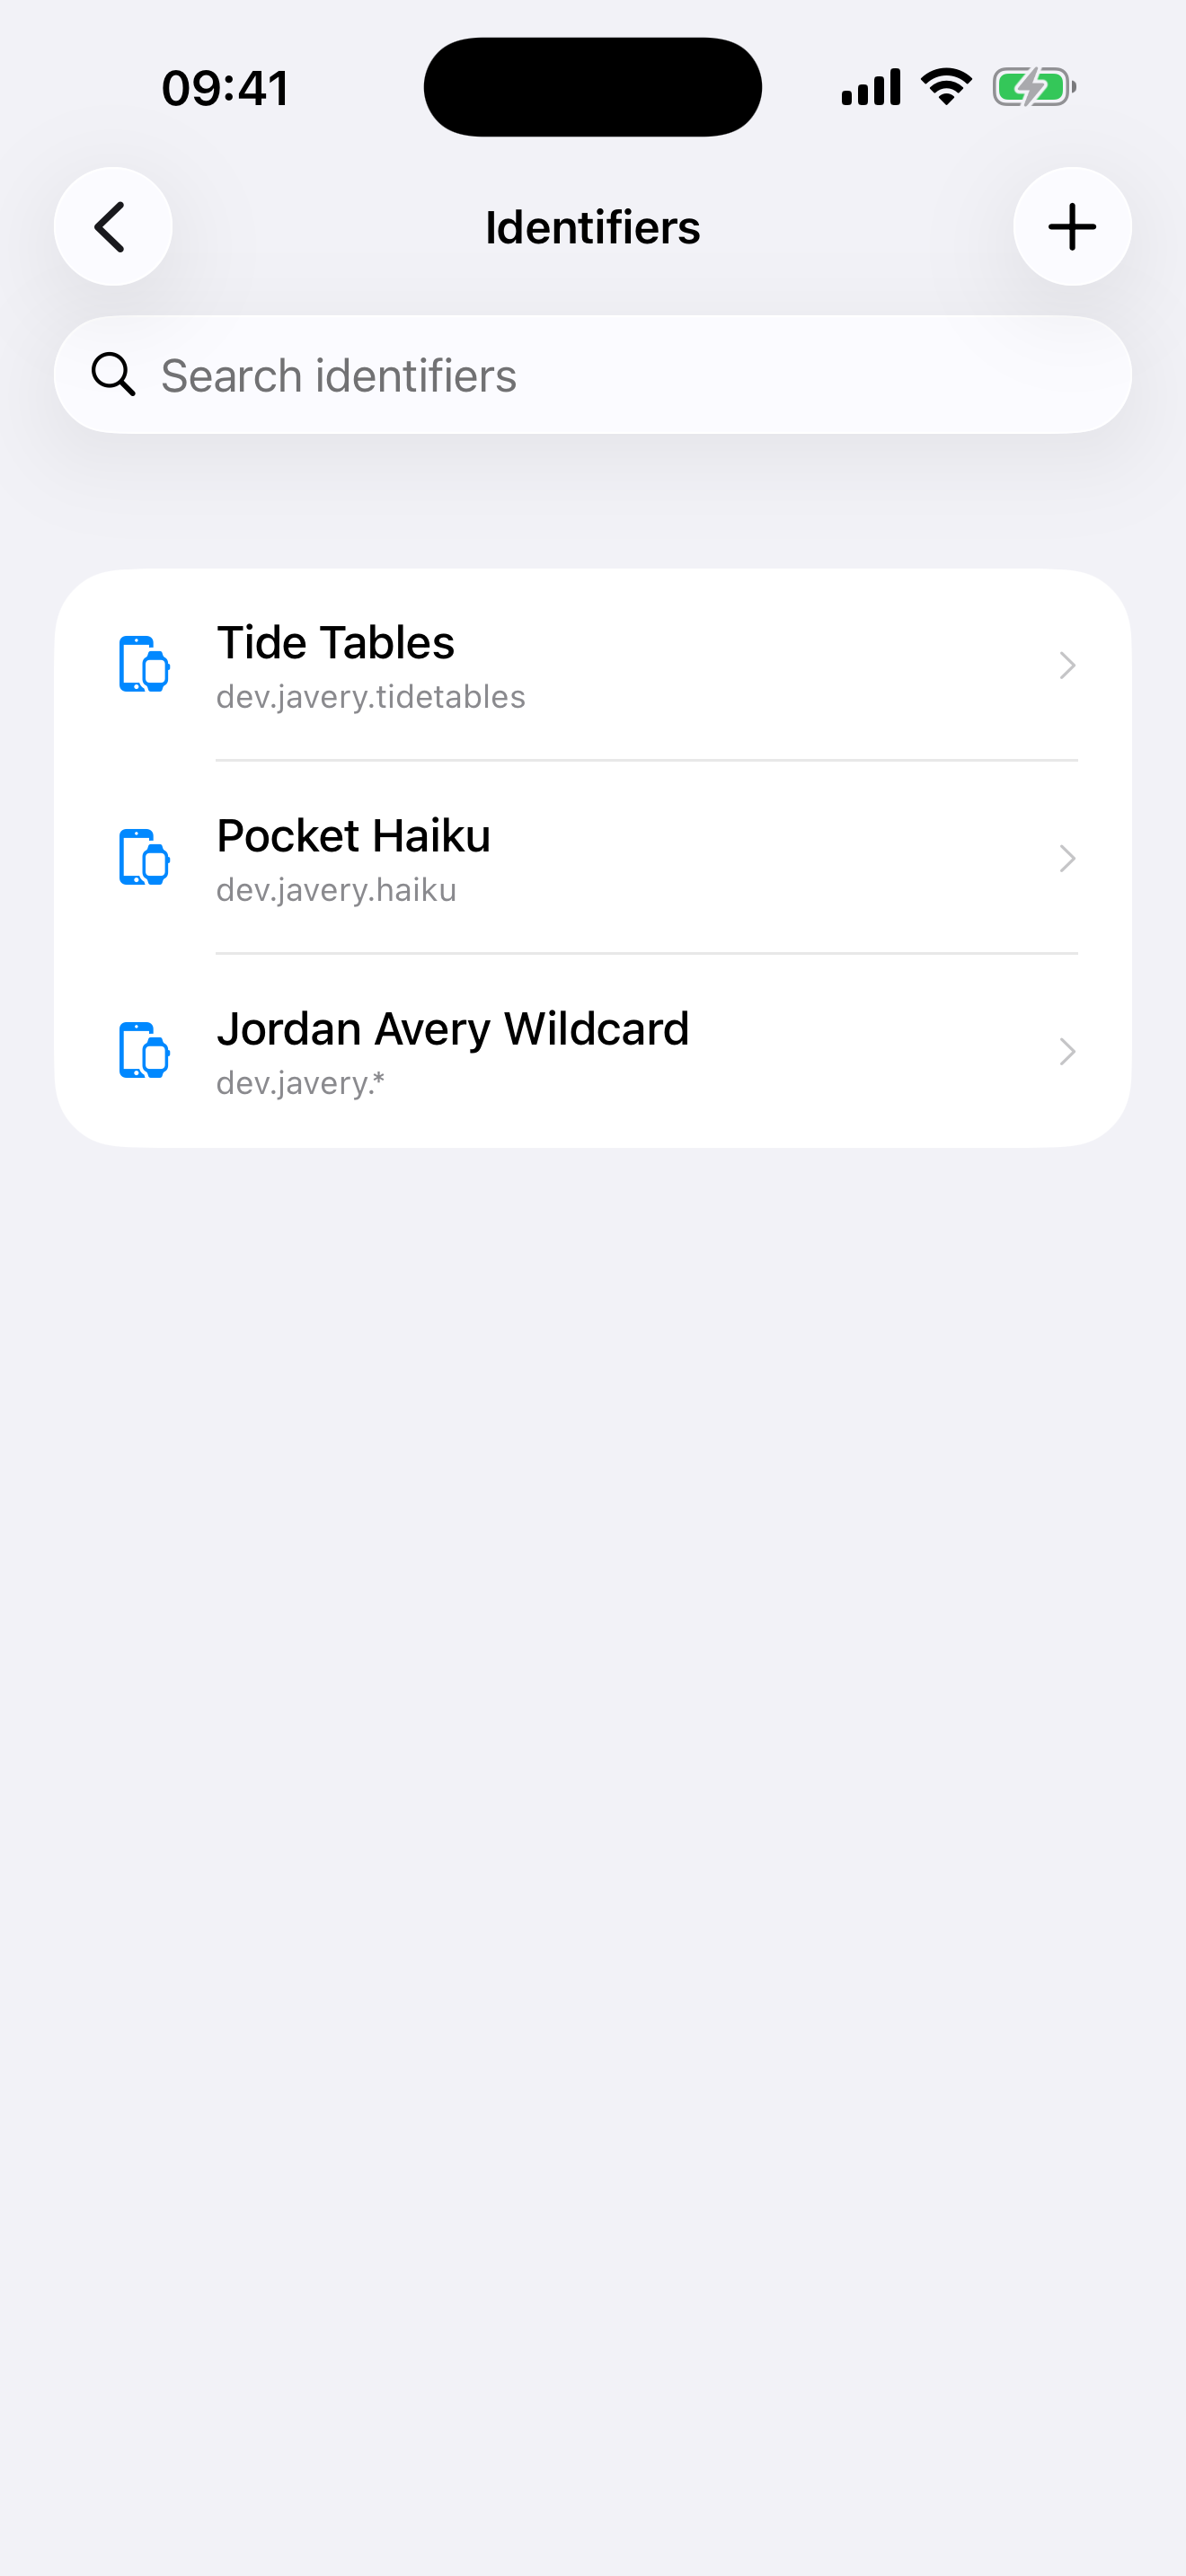 09:41
Identifiers
Search identifiers
Tide Tables
dev.javery.tidetables
Pocket Haiku
dev.javery.haiku
Jordan Avery Wildcard
dev.javery.*